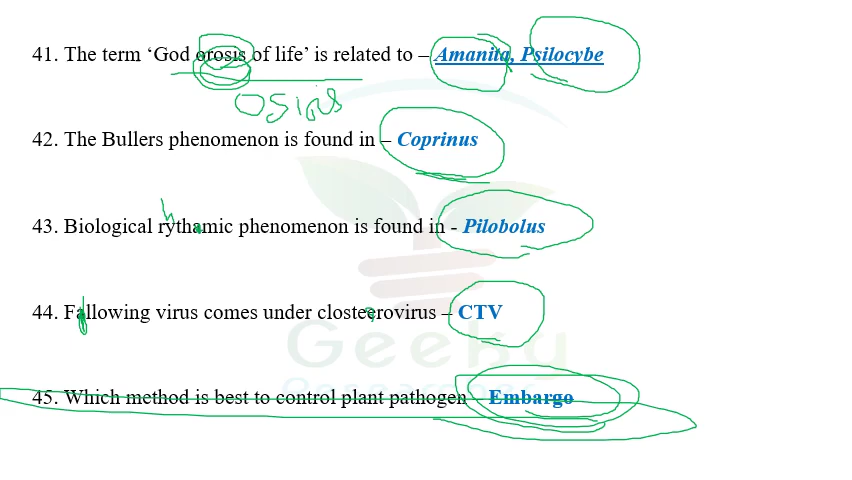 41. The term ‘God orosis of life’ is related to – Amanita, Psilocybe
osiris
42. The Bullers phenomenon is found in – Coprinus
h
43. Biological rythamic phenomenon is found in - Pilobolus
44. Fallowing virus comes under closteerovirus – CTV
Geeky
45. Which method is best to control plant pathogen – Embargo